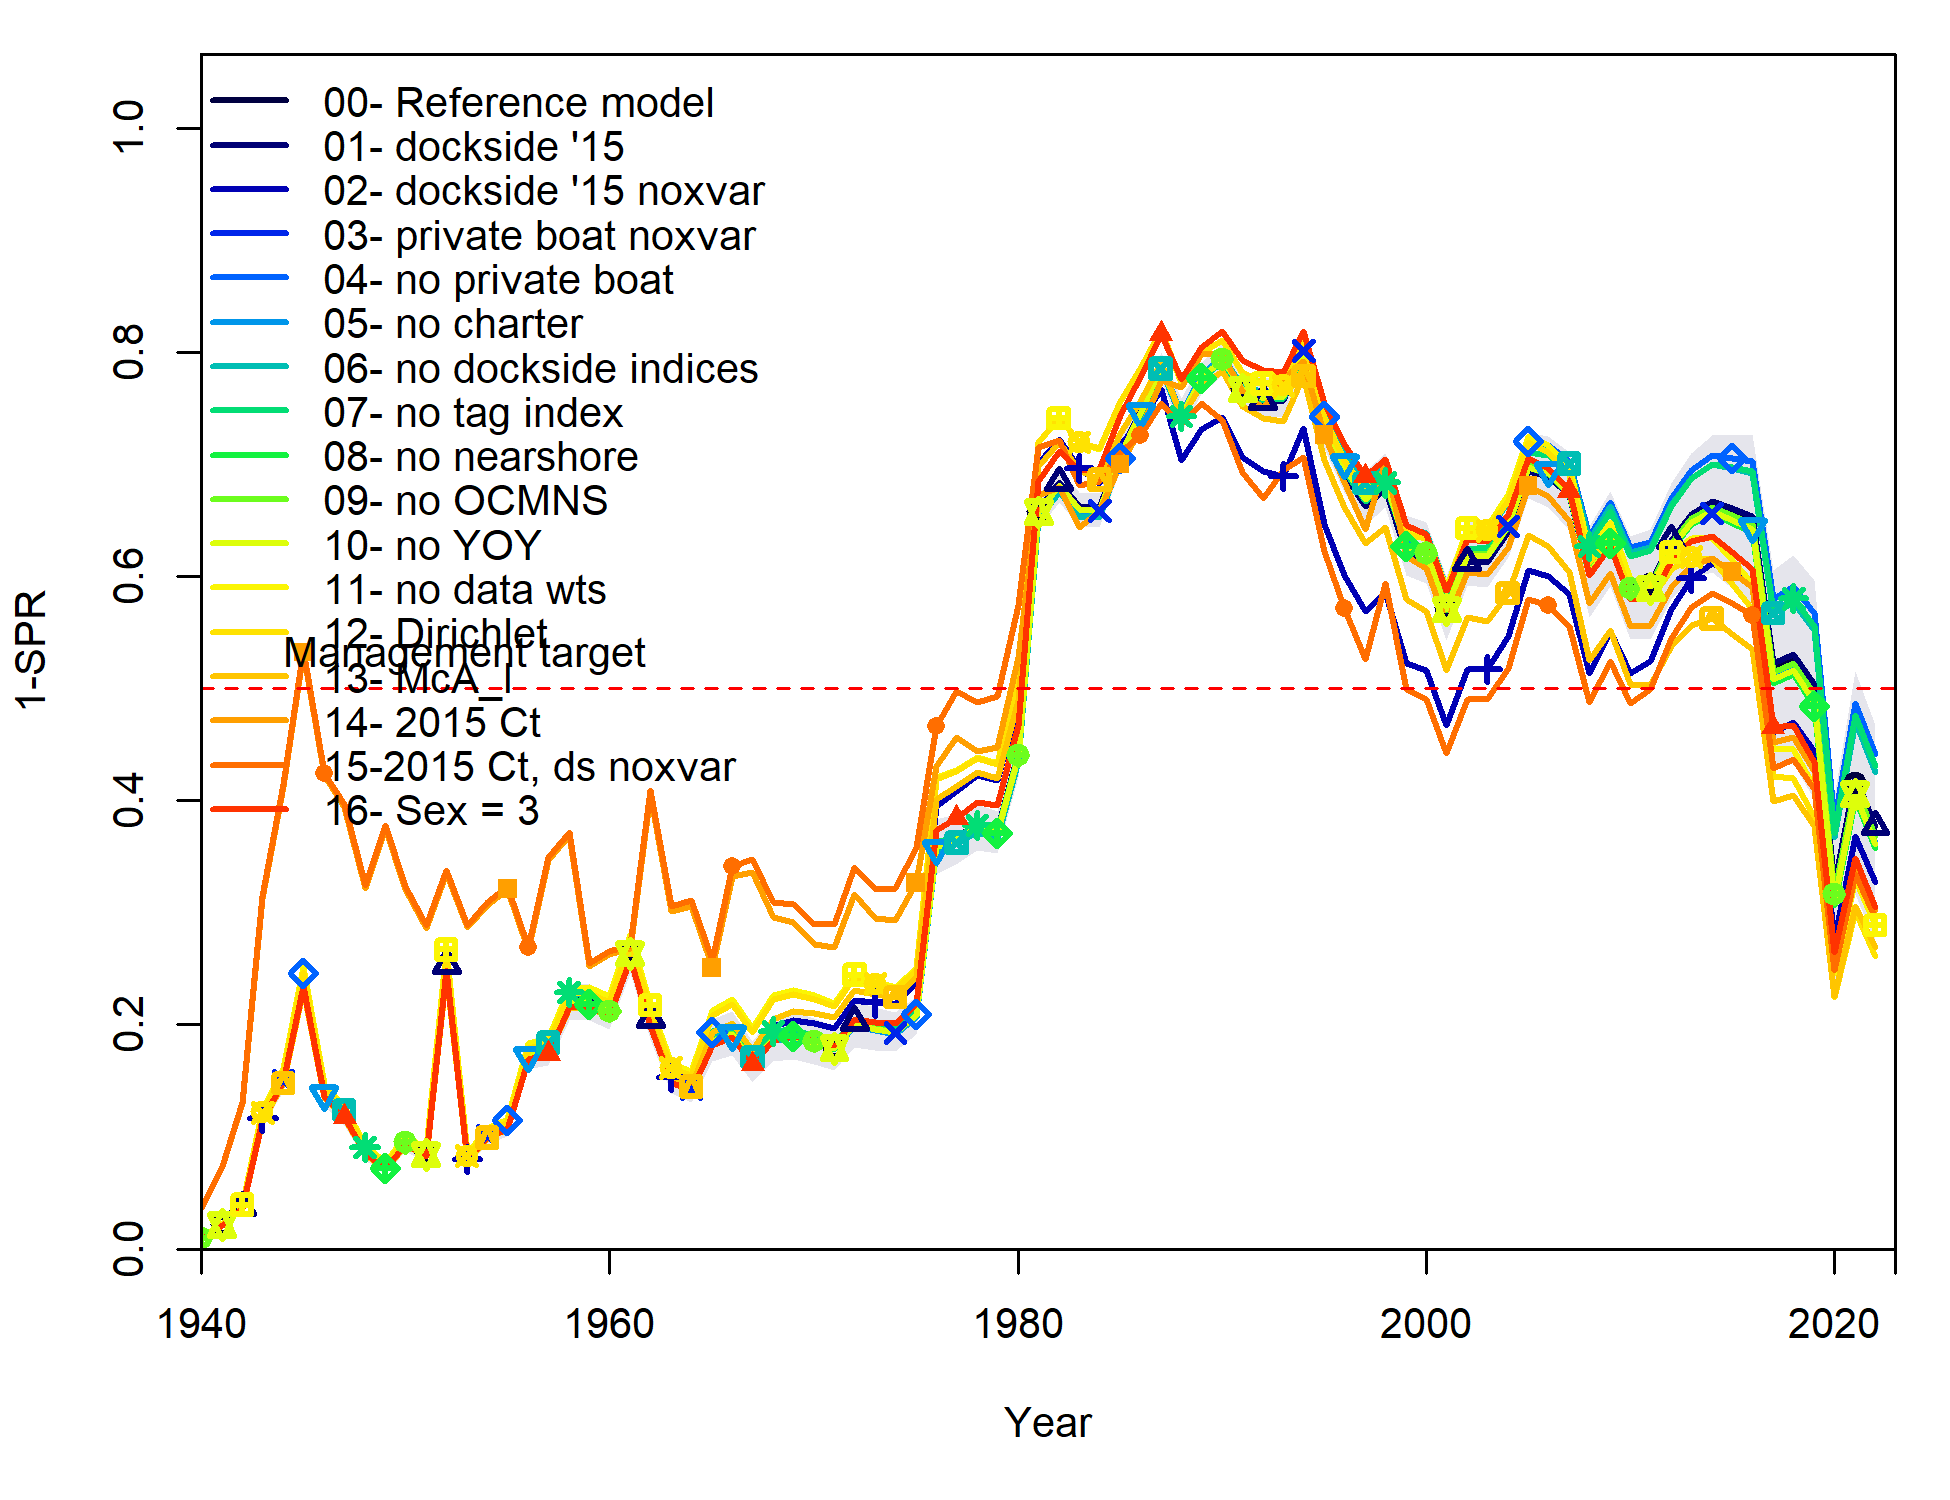 00- Reference model
01- dockside '15
02- dockside '15 noxvar
03- private boat noxvar
04- no private boat
05- no charter
06- no dockside indices
07- no tag index
08- no nearshore
09- no OCMNS
10- no YOY
11- no data wts
12- Dirichlet
Management target
13- McA_I
14- 2015 Ct
15-2015 Ct, ds noxvar
16- Sex = 3
1-SPR
1.0
0.8
0.6
0.4
0.2
0.0
1940 1960 1980 2000 2020
Year